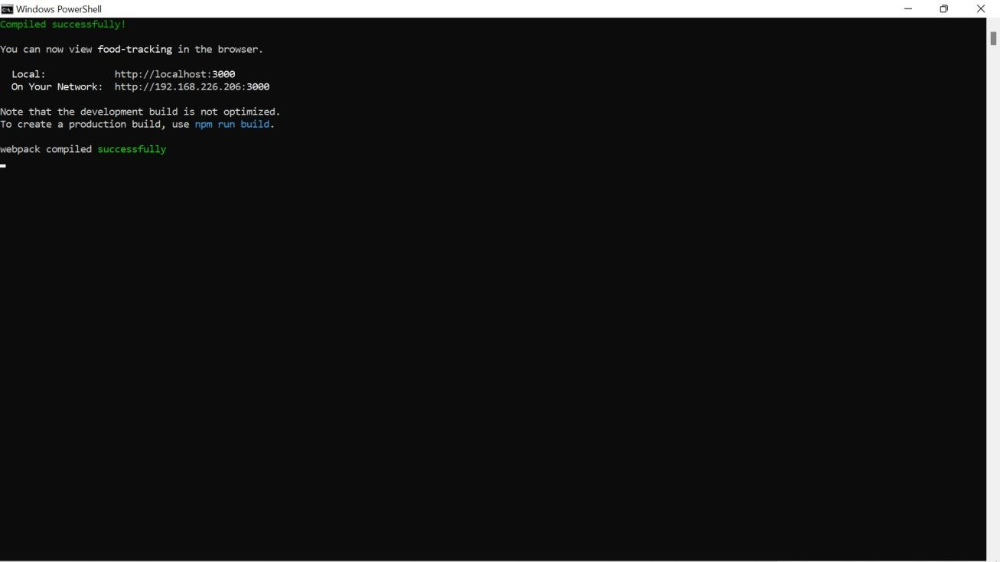 Windows PowerShell
Compiled successfully!
You can now view food-tracking in the browser.
Local:            http://localhost:3000
On Your Network:  http://192.168.226.206:3000
Note that the development build is not optimized.
To create a production build, use npm run build.
webpack compiled successfully